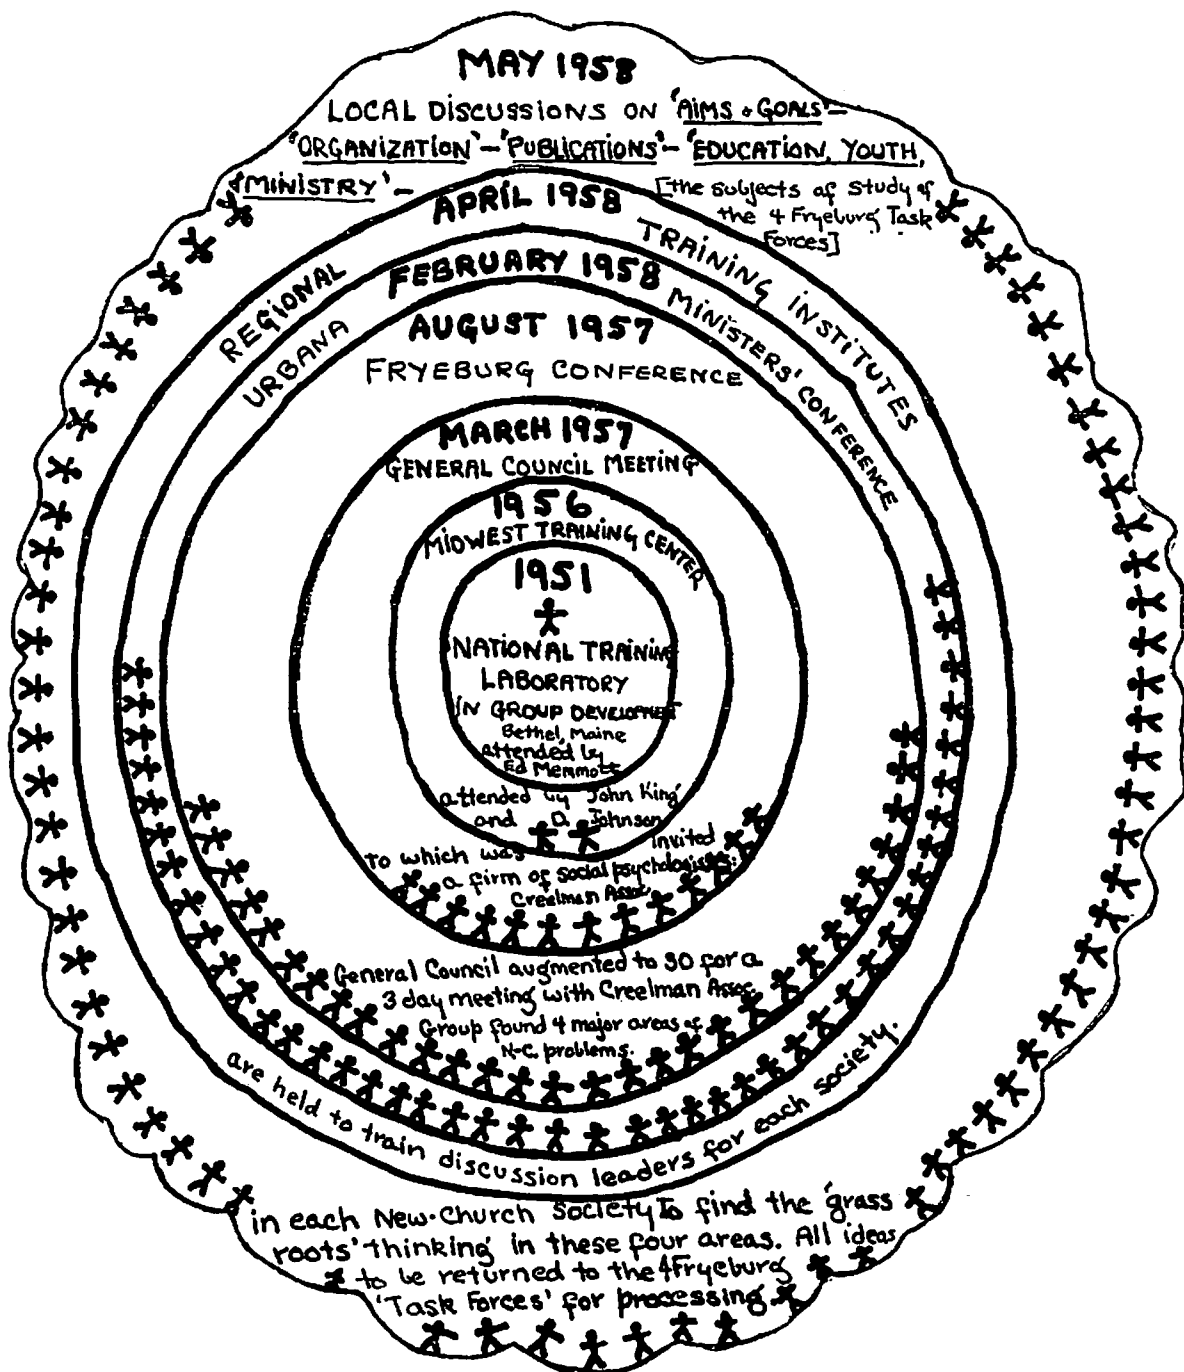 MAY 1958
LOCAL DISCUSSIONS ON 'AIMS & GOALS'-
'ORGANIZATION'-'PUBLICATIONS'-'EDUCATION, YOUTH,
'MINISTRY'-
[the subjects of study of
the 4 Fryeburg Task
Forces]
APRIL 1958
REGIONAL TRAINING INSTITUTES
FEBRUARY 1958
URBANA MINISTERS' CONFERENCE
AUGUST 1957
FRYEBURG CONFERENCE
MARCH 1957
GENERAL COUNCIL MEETING
1956
MIDWEST TRAINING CENTER
1951
NATIONAL TRAINING
LABORATORY
IN GROUP DEVELOPMENT
Bethel, Maine
attended by
Ed Memmott
attended by John King
and D. Johnson
to which was invited
a firm of social psychologists:
Creelman Assoc.
General Council augmented to 30 for a
3 day meeting with Creelman Assoc.
Group found 4 major areas of
N-C. problems.
are held to train discussion leaders for each society.
in each New-Church Society To find the 'grass
roots' thinking in these four areas. All ideas
to be returned to the 4 Fryeburg
'Task Forces' for processing